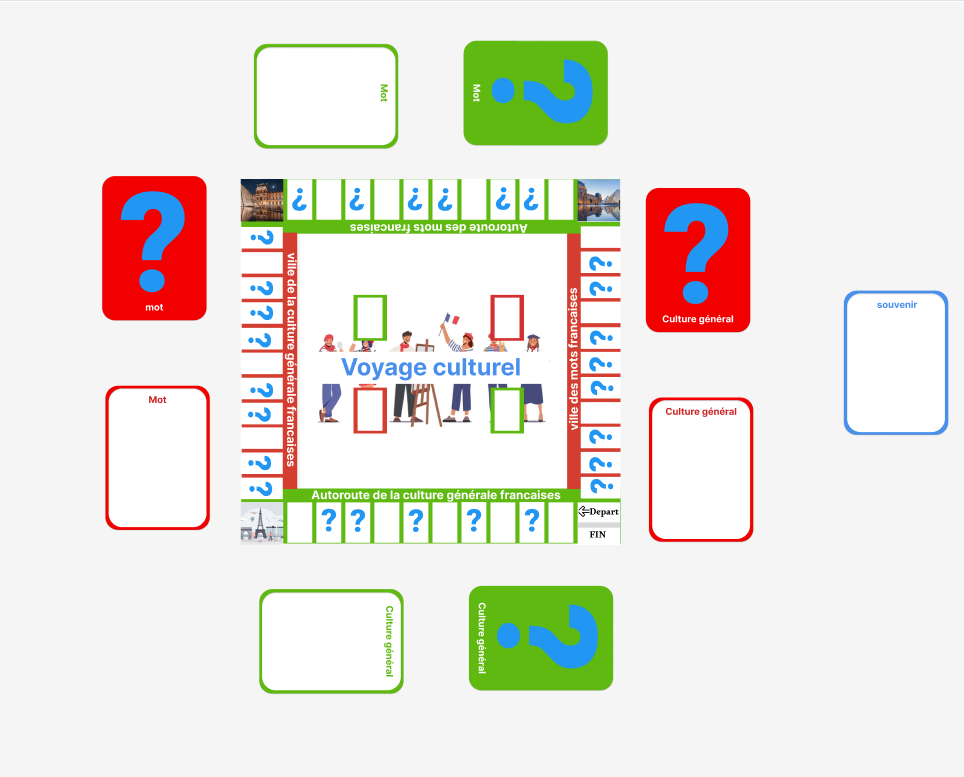 Mot
Mot
mot
Autoroute des mots francaises
Culture général
souvenir
ville de la culture générale francaises
ville des mots francaises
Voyage culturel
Mot
Culture général
Autoroute de la culture générale francaises
Depart
FIN
Culture général
Culture général